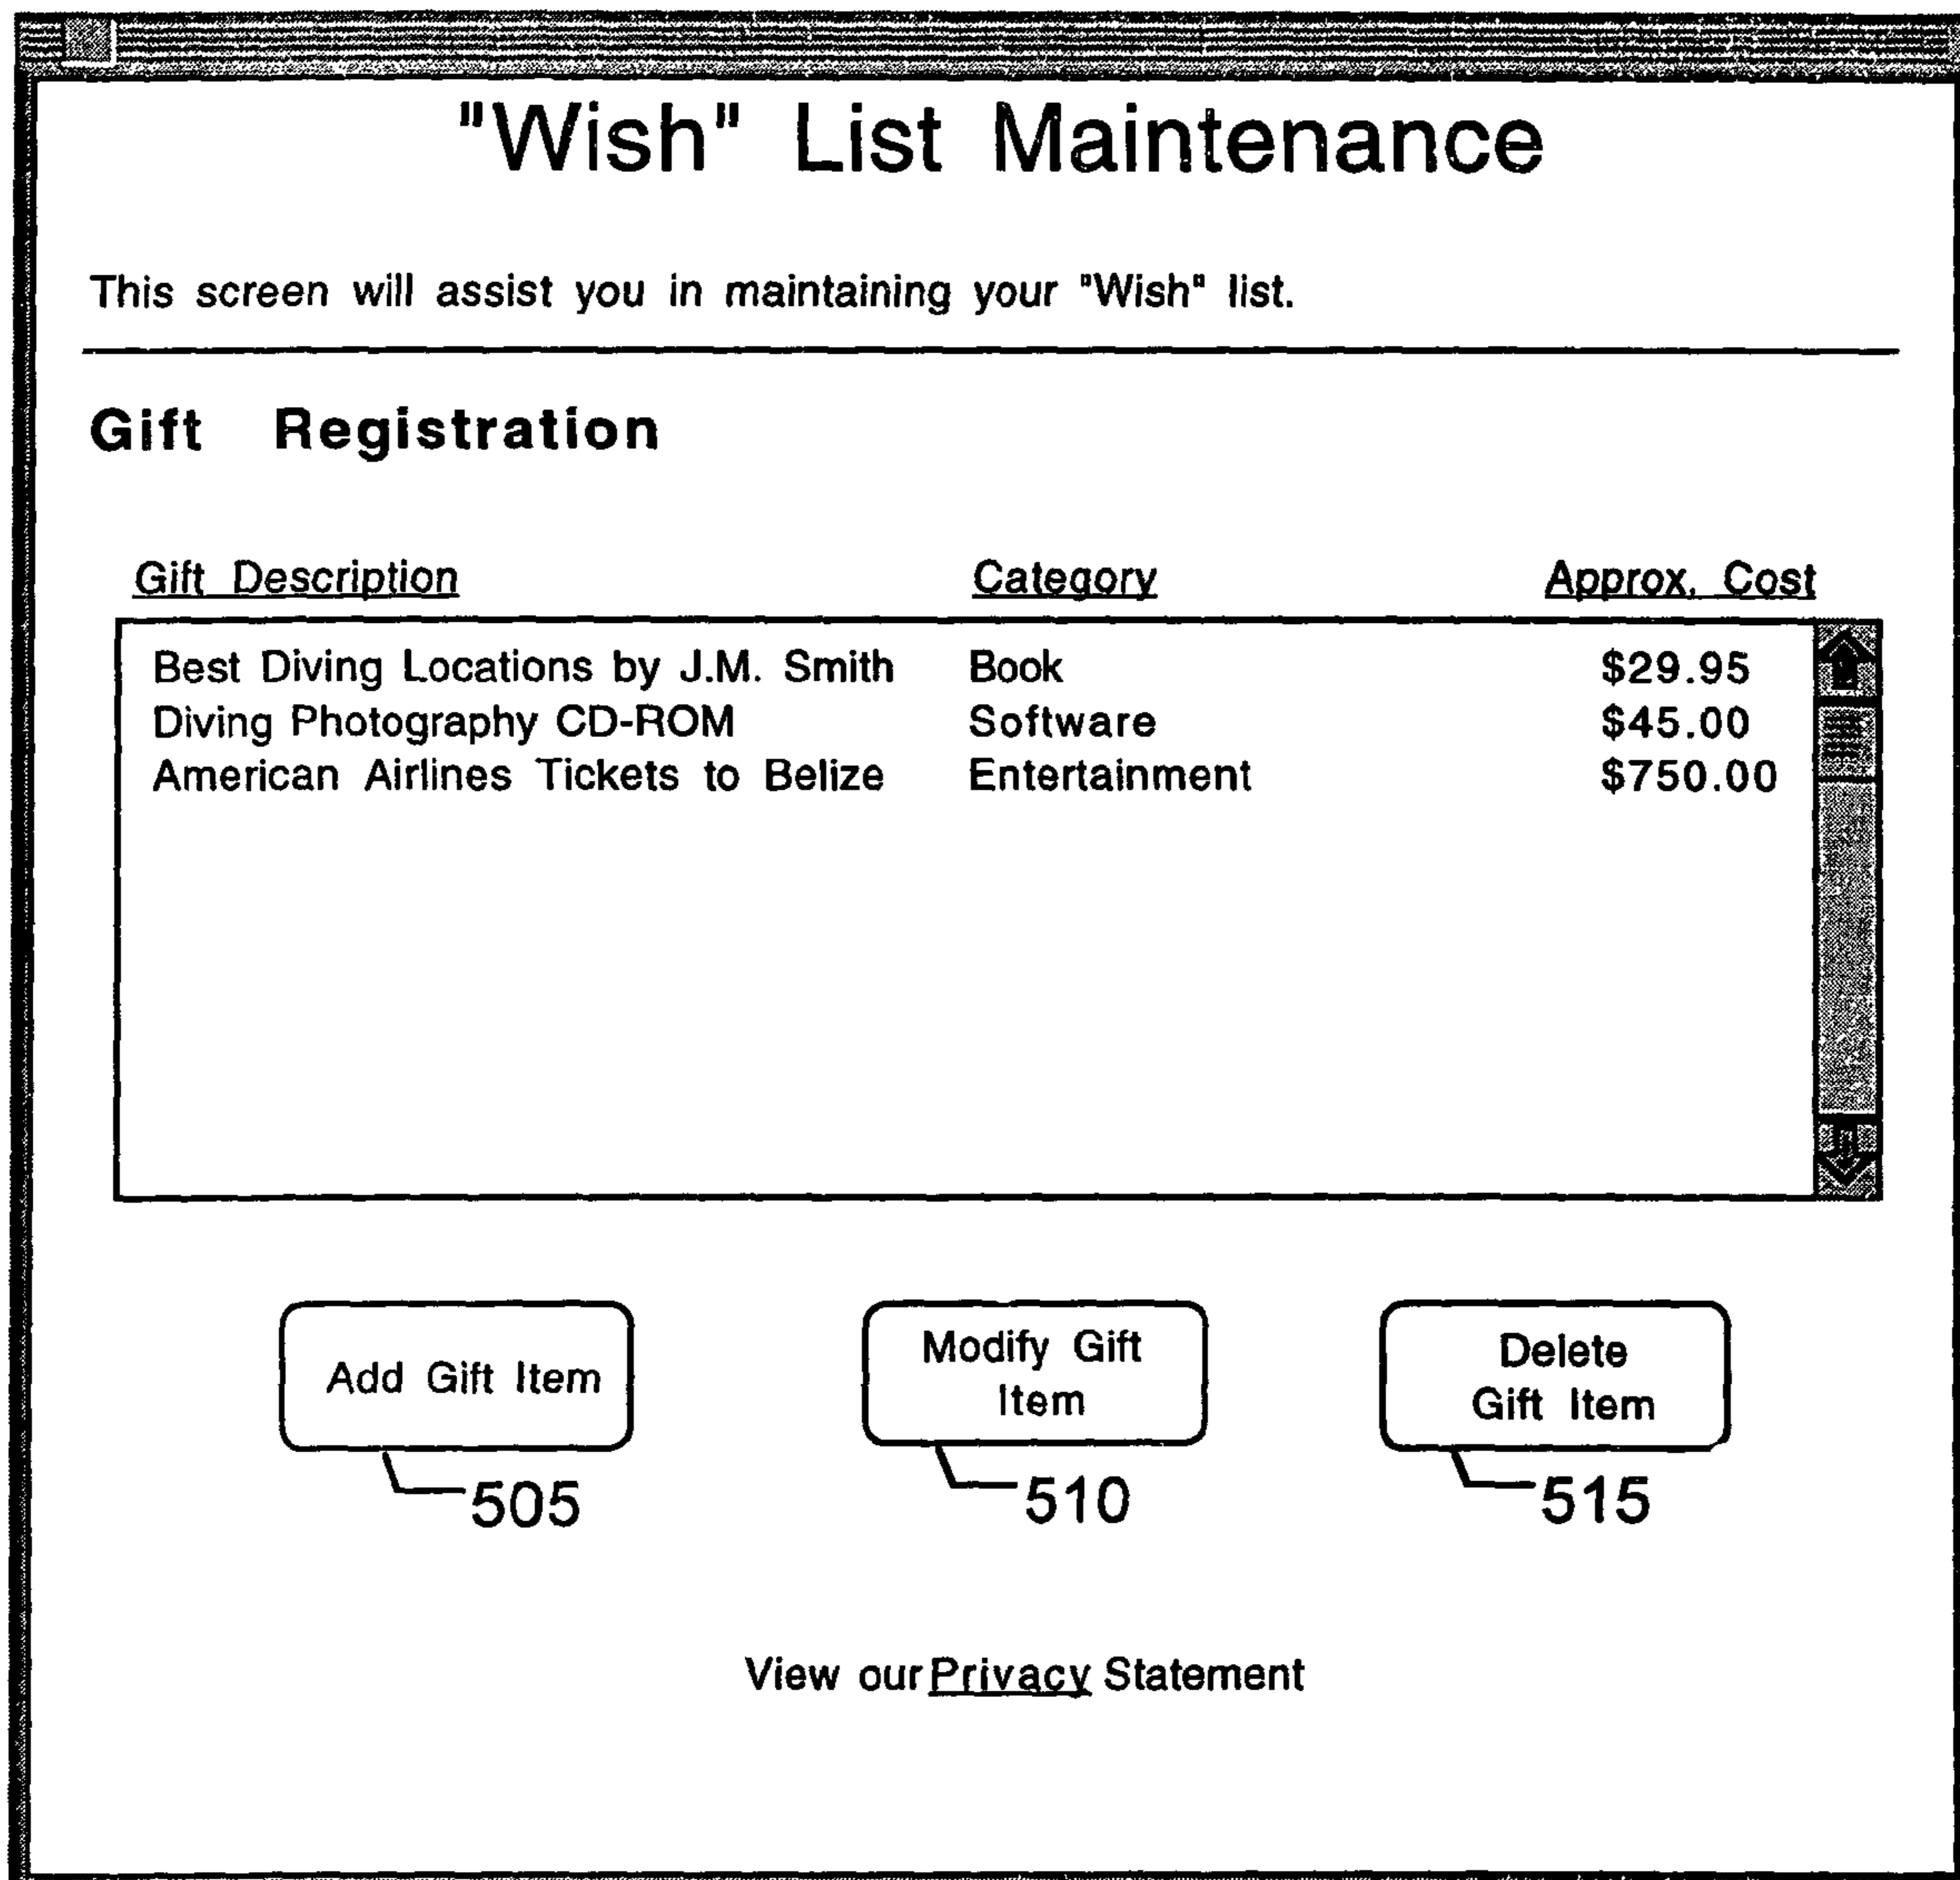 "Wish" List Maintenance
This screen will assist you in maintaining your "Wish" list.
Gift Registration
Gift Description Category Approx. Cost
Best Diving Locations by J.M. Smith Book $29.95
Diving Photography CD-ROM Software $45.00
American Airlines Tickets to Belize Entertainment $750.00
Add Gift Item
Modify Gift
Item
Delete
Gift Item
505 510 515
View our Privacy Statement